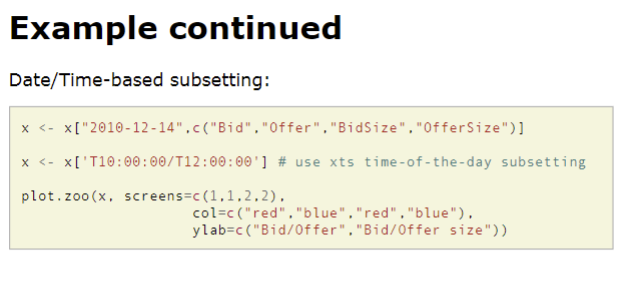 Example continued
Date/Time-based subsetting:
x <- x["2010-12-14",c("Bid","Offer","BidSize","OfferSize")]
x <- x['T10:00:00/T12:00:00'] # use xts time-of-the-day subsetting
plot.zoo(x, screens=c(1,1,2,2),
col=c("red","blue","red","blue"),
ylab=c("Bid/Offer","Bid/Offer size"))